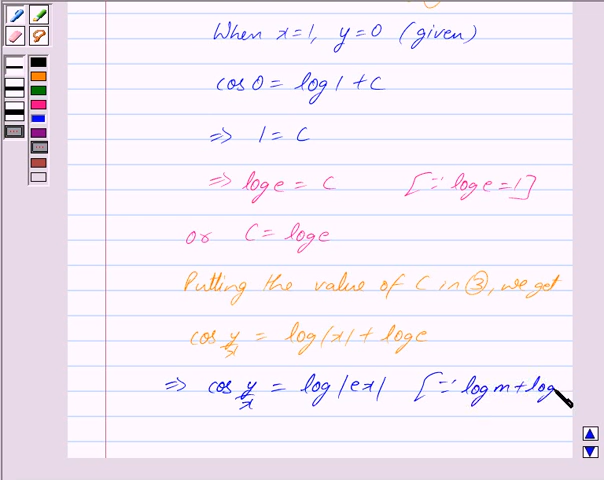 When x=1, y=0 (given)
cos 0 = log 1 + C
=> 1 = C
=> log e = C [∵ log e = 1]
or C = log e
Putting the value of C in ③, we get
cos y/x = log|x| + log e
=> cos y/x = log|ex| [∵ log m + log